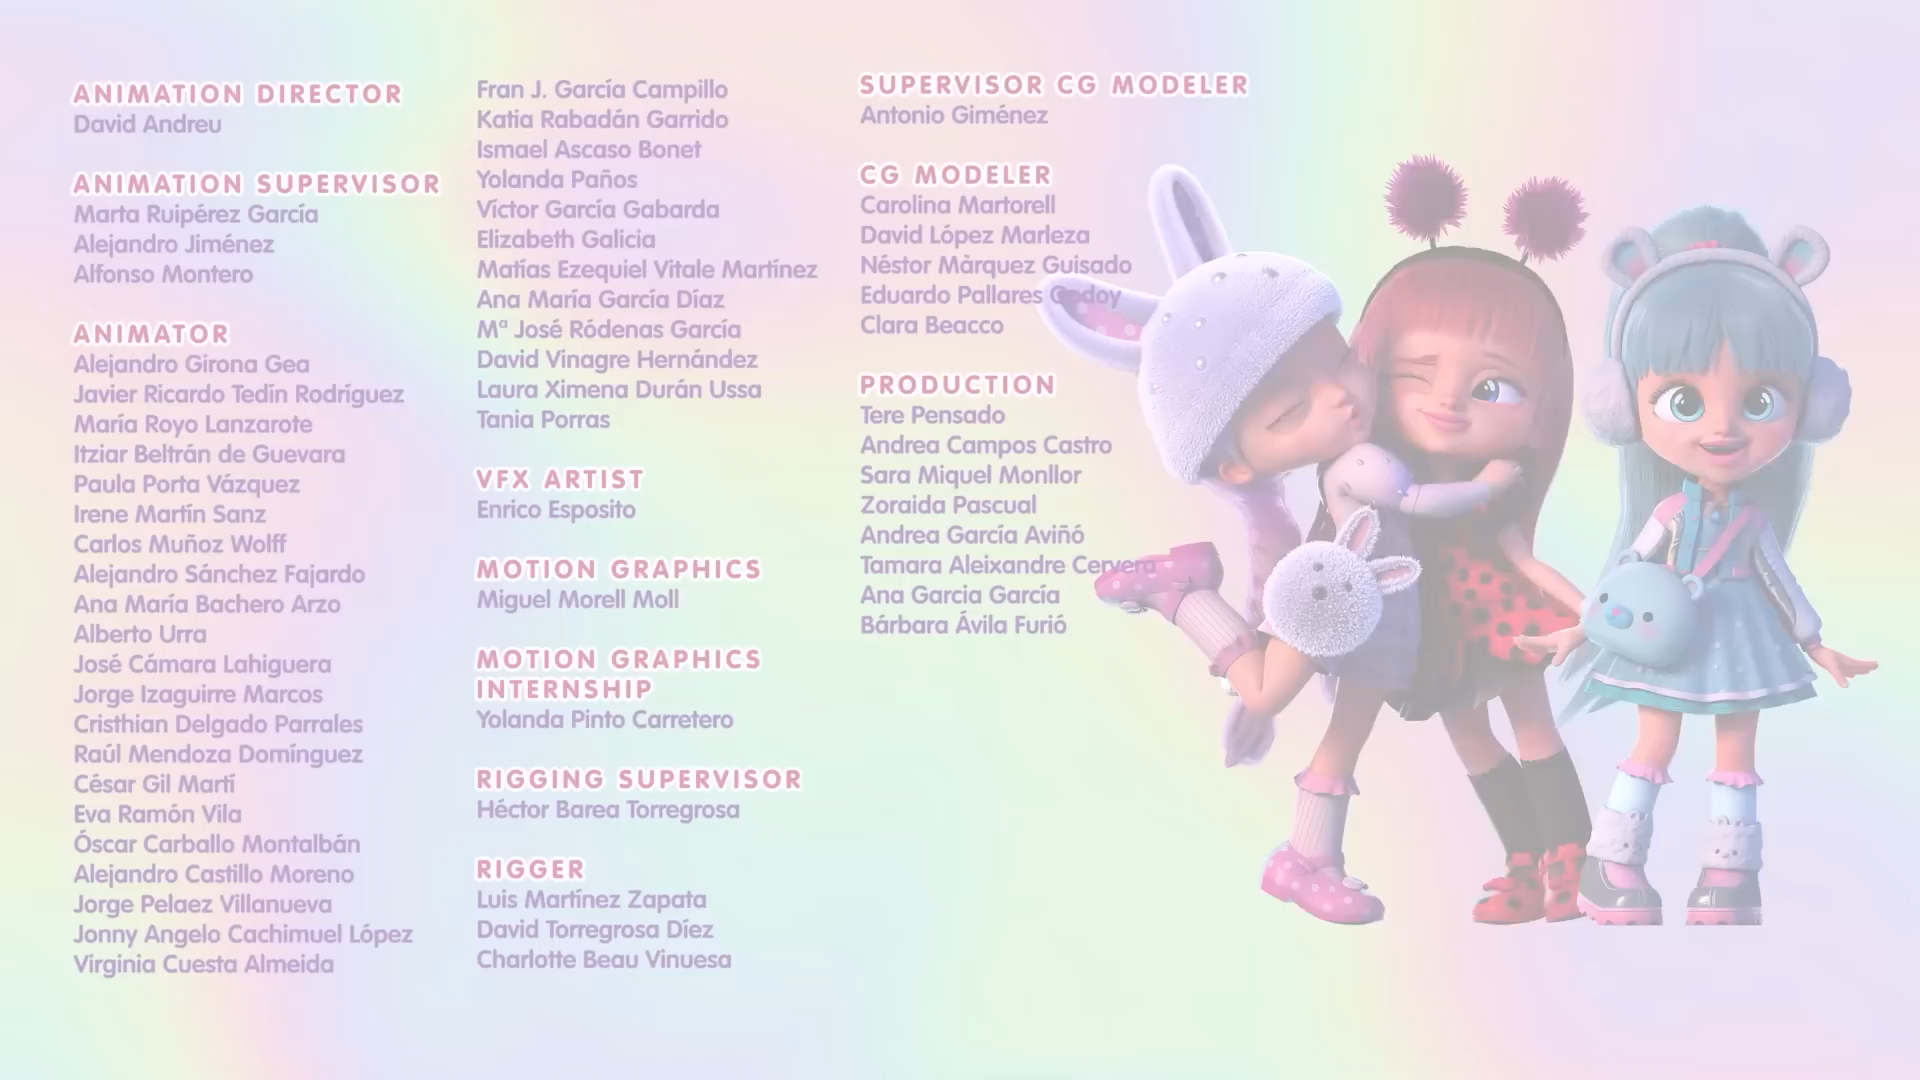 ANIMATION DIRECTOR
David Andreu
ANIMATION SUPERVISOR
Marta Ruipérez García
Alejandro Jiménez
Alfonso Montero
ANIMATOR
Alejandro Girona Gea
Javier Ricardo Tedín Rodríguez
María Royo Lanzarote
Itziar Beltrán de Guevara
Paula Porta Vázquez
Irene Martín Sanz
Carlos Muñoz Wolff
Alejandro Sánchez Fajardo
Ana María Bachero Arzo
Alberto Urra
José Cámara Lahiguera
Jorge Izaguirre Marcos
Cristhian Delgado Parrales
Raúl Mendoza Domínguez
César Gil Martí
Eva Ramón Vila
Óscar Carballo Montalbán
Alejandro Castillo Moreno
Jorge Pelaez Villanueva
Jonny Angelo Cachimuel López
Virginia Cuesta Almeida
Fran J. García Campillo
Katia Rabadán Garrido
Ismael Ascaso Bonet
Yolanda Paños
Víctor García Gabarda
Elizabeth Galicia
Matías Ezequiel Vitale Martínez
Ana María García Díaz
Mª José Ródenas García
David Vinagre Hernández
Laura Ximena Durán Ussa
Tania Porras
VFX ARTIST
Enrico Esposito
MOTION GRAPHICS
Miguel Morell Moll
MOTION GRAPHICS
INTERNSHIP
Yolanda Pinto Carretero
RIGGING SUPERVISOR
Héctor Barea Torregrosa
RIGGER
Luis Martínez Zapata
David Torregrosa Díez
Charlotte Beau Vinuesa
SUPERVISOR CG MODELER
Antonio Giménez
CG MODELER
Carolina Martorell
David López Marleza
Néstor Màrquez Guisado
Eduardo Pallares Godoy
Clara Beacco
PRODUCTION
Tere Pensado
Andrea Campos Castro
Sara Miquel Monllor
Zoraida Pascual
Andrea García Aviñó
Tamara Aleixandre Cervera
Ana Garcia García
Bárbara Ávila Furió